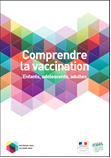 Comprendre
la vaccination
Enfants, adolescents, adultes